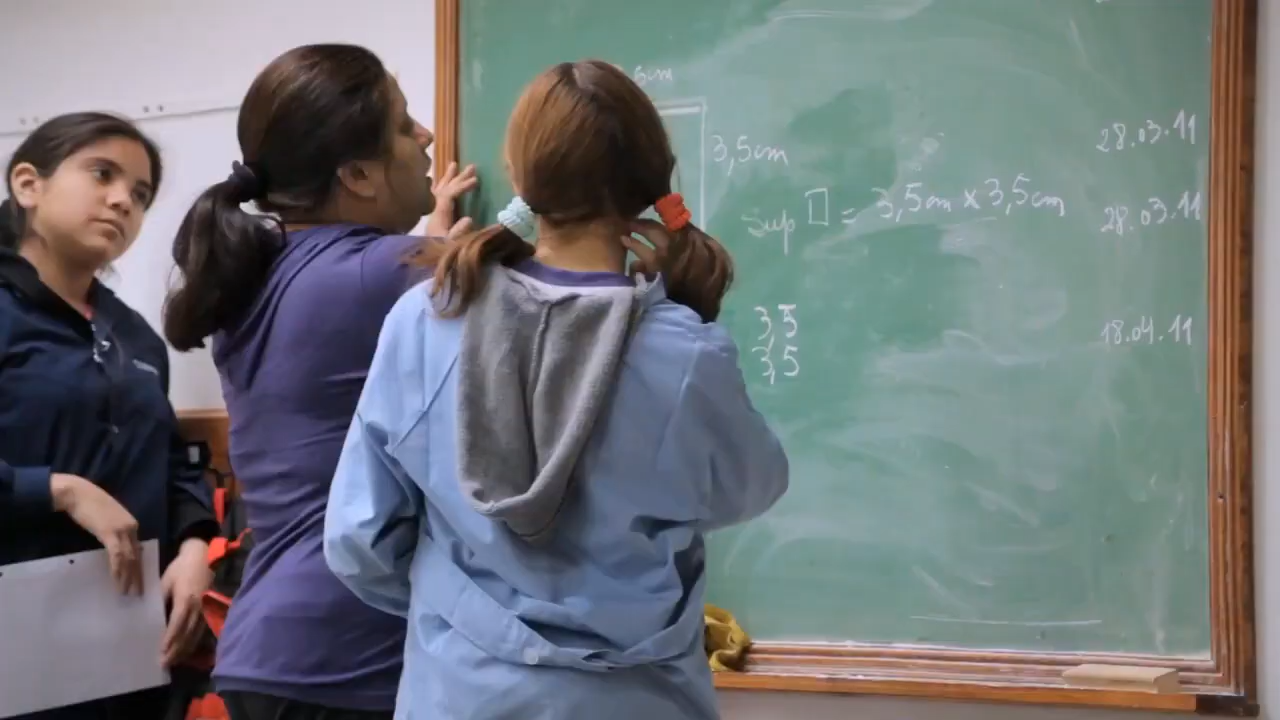 5cm
3,5cm
Sup □ = 3,5cm x 3,5cm
3,5
3,5
28.03.11
28.03.11
18.04.11